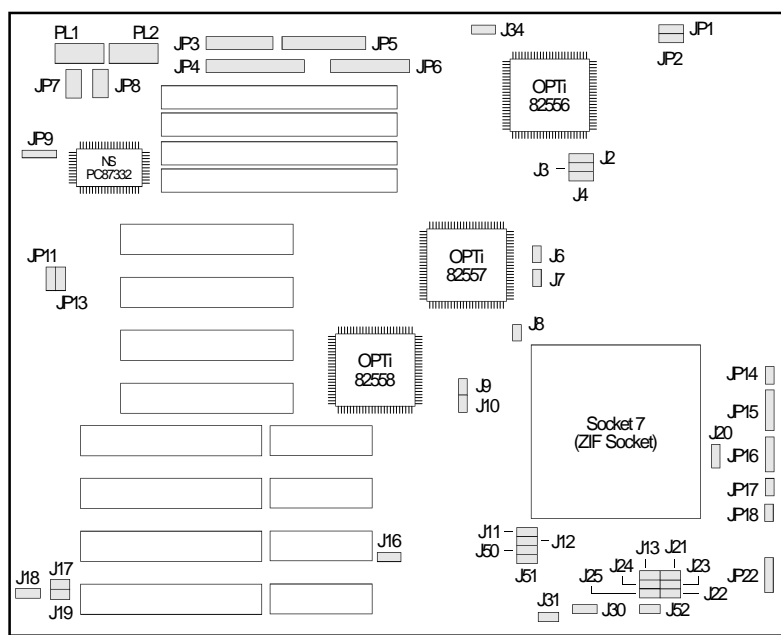 PL1 PL2 JP3 JP5 J34 JP1
JP4 JP6 JP2
JP7 JP8
OPTi
82556
JP9
NS
PC87332
J3 J2
J4
JP11
JP13
OPTi
82557
J6
J7
J8
OPTi
82558
J9
J10
Socket 7
(ZIF Socket)
JP14
JP15
J20
JP16
JP17
JP18
J11 J12
J50
J51
J16
J13 J21
J24 J23
J25 J22
JP22
J18 J17
J19
J31 J30 J52